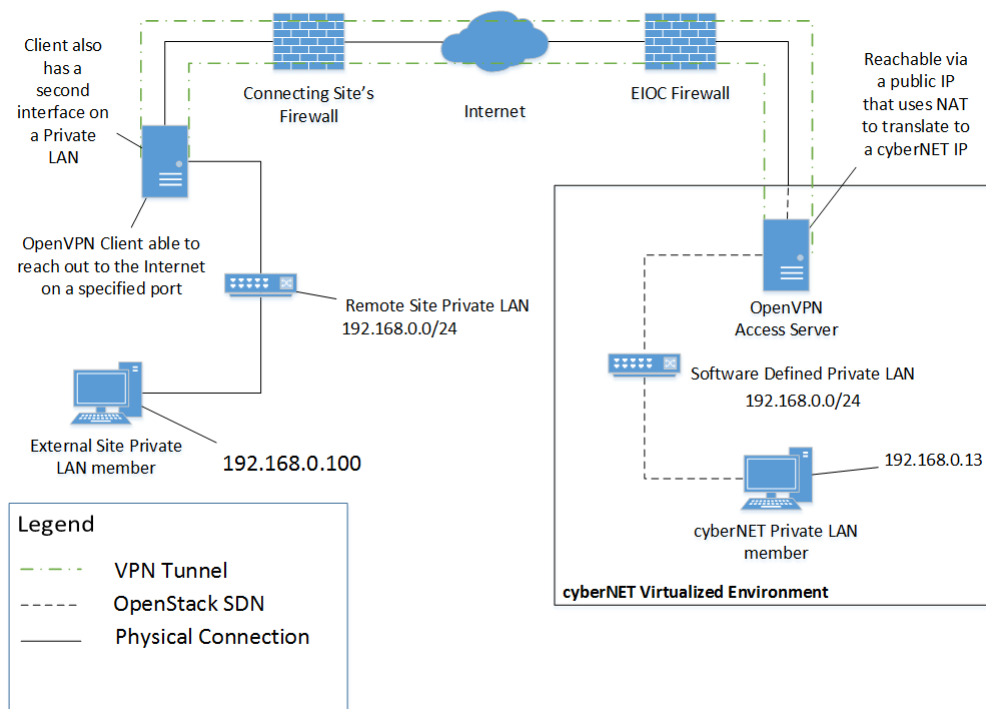 Client also
has a
second
interface on
a Private
LAN
Connecting Site's
Firewall
Internet
EIOC Firewall
Reachable via
a public IP
that uses NAT
to translate to
a cyberNET IP
OpenVPN Client able to
reach out to the Internet
on a specified port
Remote Site Private LAN
192.168.0.0/24
OpenVPN
Access Server
Software Defined Private LAN
192.168.0.0/24
External Site Private
LAN member
192.168.0.100
192.168.0.13
cyberNET Private LAN
member
cyberNET Virtualized Environment
Legend
VPN Tunnel
OpenStack SDN
Physical Connection